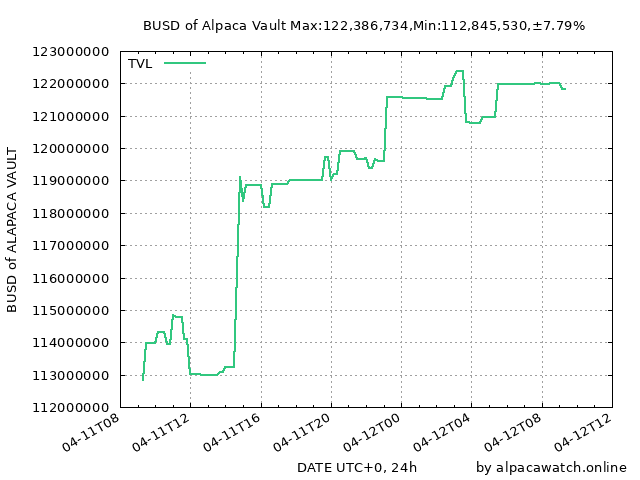 BUSD of Alpaca Vault Max:122,386,734,Min:112,845,530,±7.79%
TVL
123000000
122000000
121000000
120000000
119000000
118000000
117000000
116000000
115000000
114000000
113000000
112000000
BUSD of ALAPACA VAULT
04-11T08
04-11T12
04-11T16
04-11T20
04-12T00
04-12T04
04-12T08
04-12T12
DATE UTC+0, 24h
by alpacawatch.online